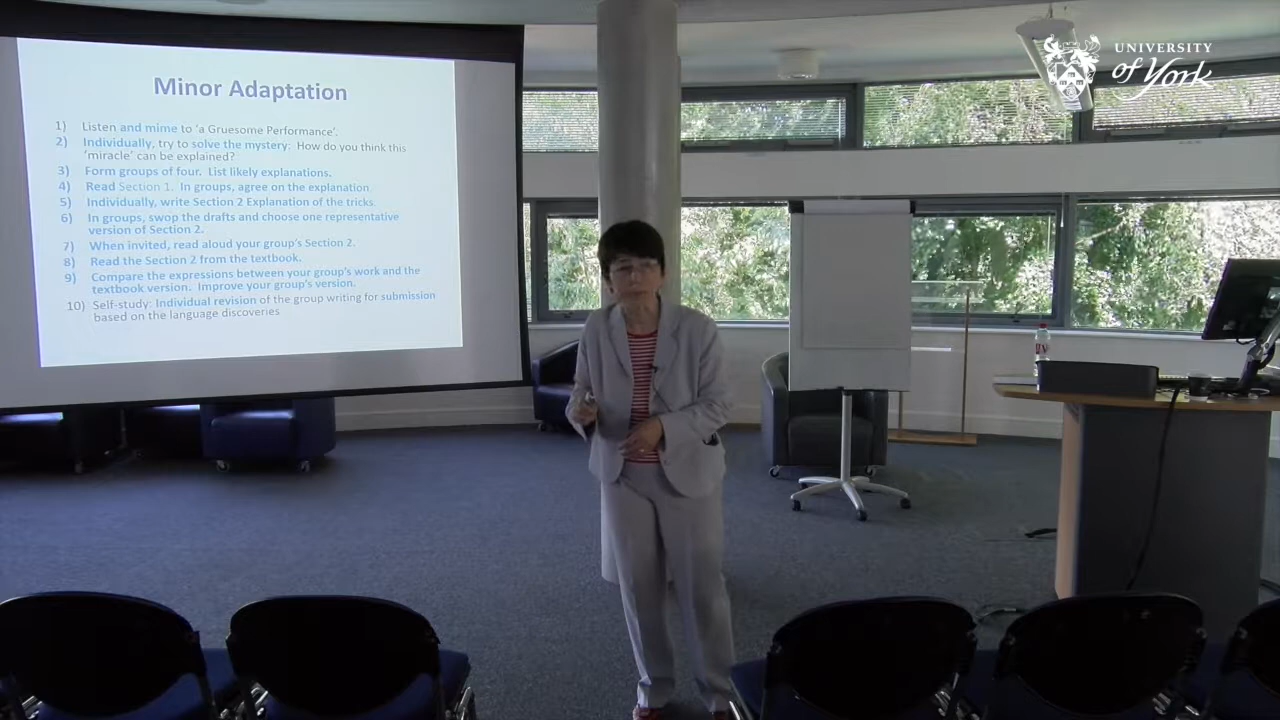 Minor Adaptation
1) Listen and mime to 'a Gruesome Performance'.
2) Individually, try to solve the mystery: How do you think this
'miracle" can be explained?
3) Form groups of four. List likely explanations.
4) Read Section 1. In groups, agree on the explanation.
5) Individually, write Section 2 Explanation of the tricks.
6) In groups, swop the drafts and choose one representative
version of Section 2.
7) When invited, read aloud your group's Section 2.
8) Read the Section 2 from the textbook.
9) Compare the expressions between your group's work and the
textbook version. Improve your group's version.
10) Self-study: Individual revision of the group writing for submission
based on the language discoveries
UNIVERSITY
of York